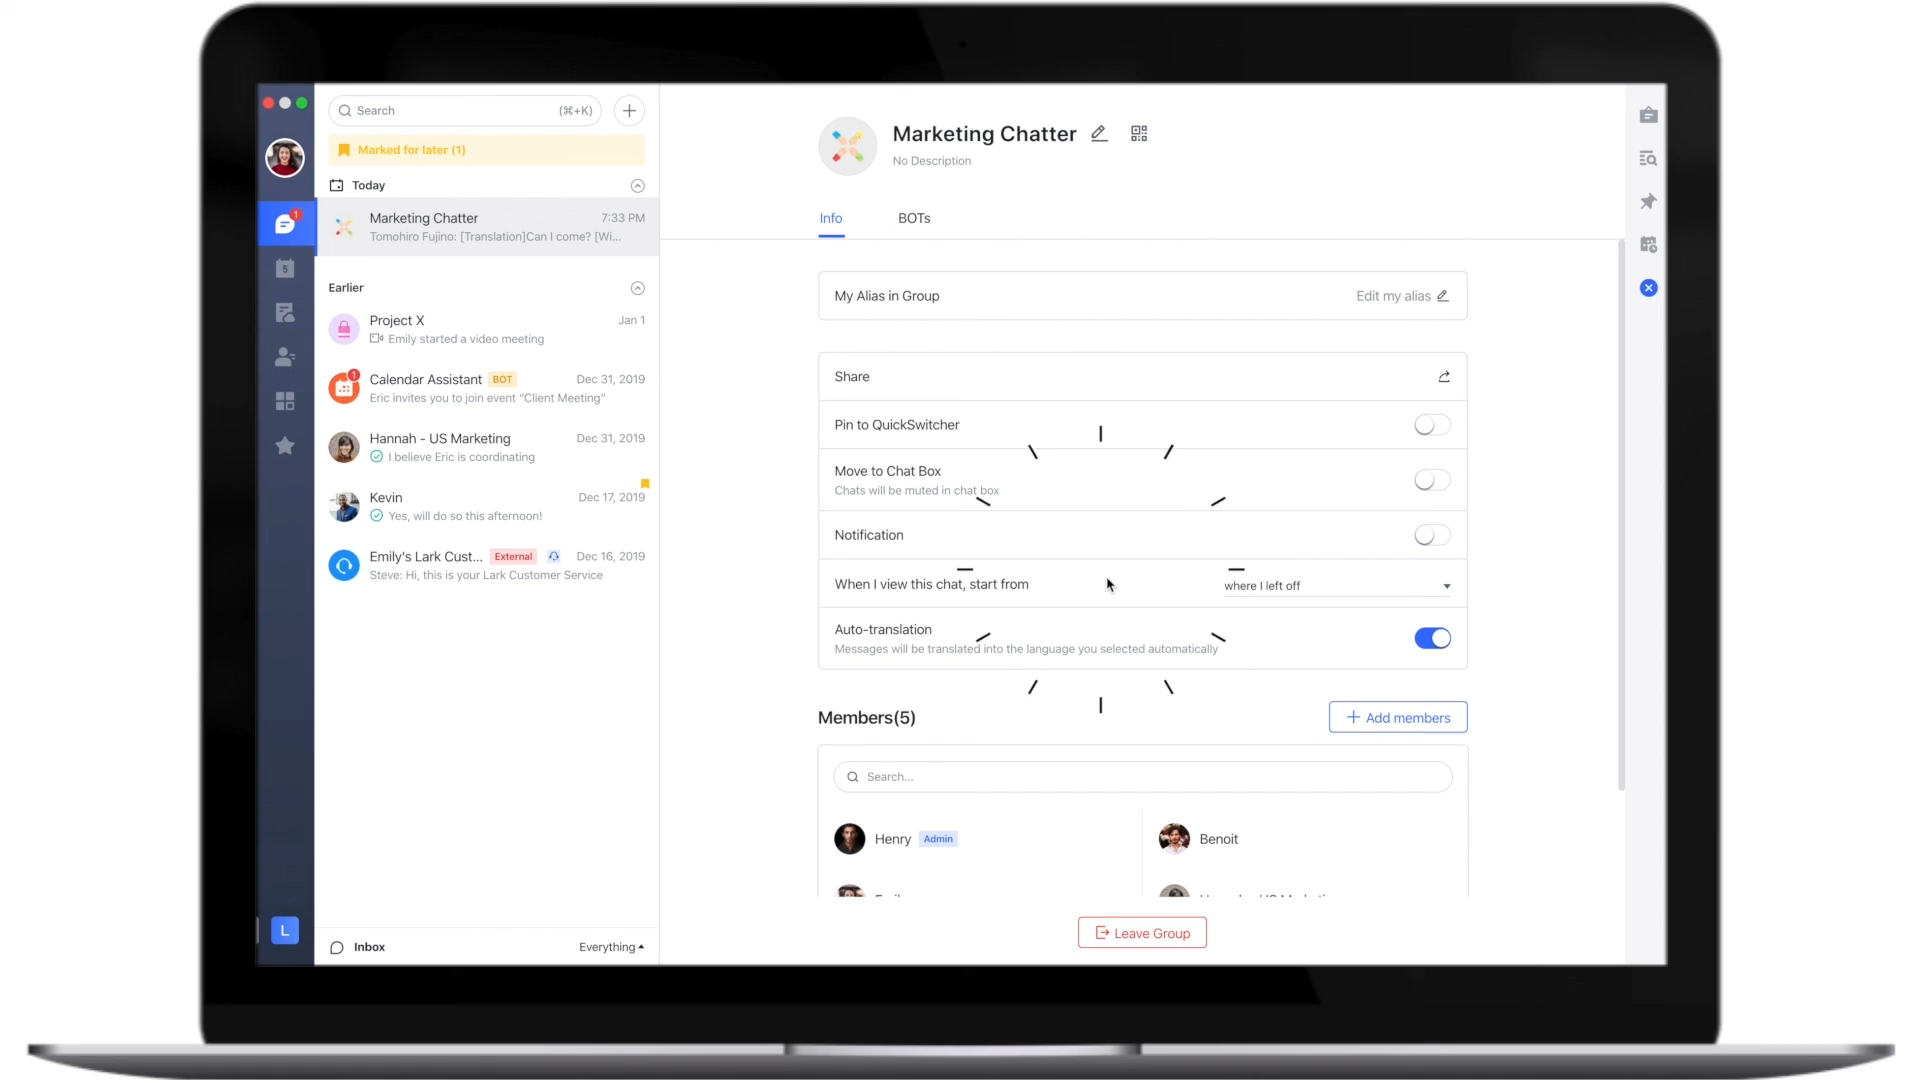 Search (⌘+K)
Marked for later (1)
Today
Marketing Chatter 7:33 PM
Tomohiro Fujino: [Translation]Can I come? [Wi...
Earlier
Project X Jan 1
Emily started a video meeting
Calendar Assistant BOT Dec 31, 2019
Eric invites you to join event “Client Meeting”
Hannah - US Marketing Dec 31, 2019
I believe Eric is coordinating
Kevin Dec 17, 2019
Yes, will do so this afternoon!
Emily's Lark Cust... External Dec 16, 2019
Steve: Hi, this is your Lark Customer Service
Inbox Everything
1
5
1
L
Marketing Chatter
No Description
Info BOTs
My Alias in Group Edit my alias
Share
Pin to QuickSwitcher
Move to Chat Box
Chats will be muted in chat box
Notification
When I view this chat, start from where I left off
Auto-translation
Messages will be translated into the language you selected automatically
Members(5) Add members
Search...
Henry Admin Benoit
Leave Group